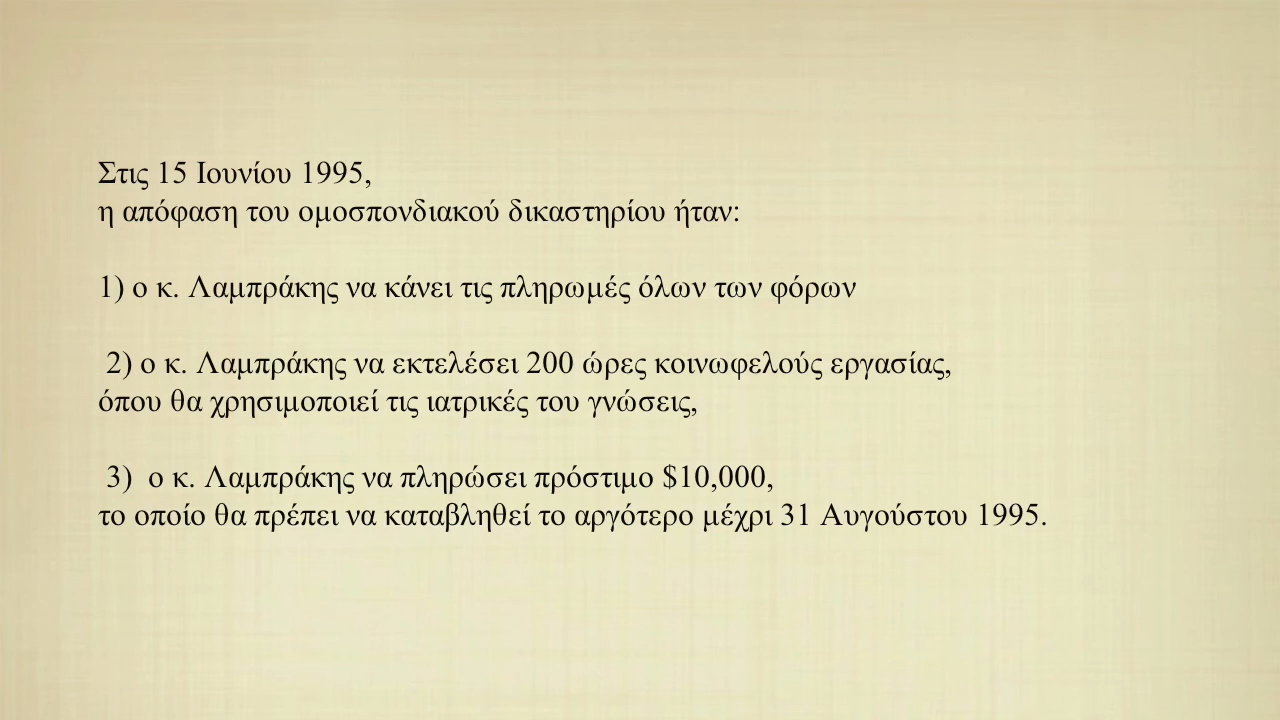 Στις 15 Ιουνίου 1995,
η απόφαση του ομοσπονδιακού δικαστηρίου ήταν:
1) ο κ. Λαμπράκης να κάνει τις πληρωμές όλων των φόρων
2) ο κ. Λαμπράκης να εκτελέσει 200 ώρες κοινωφελούς εργασίας,
όπου θα χρησιμοποιεί τις ιατρικές του γνώσεις,
3) ο κ. Λαμπράκης να πληρώσει πρόστιμο $10,000,
το οποίο θα πρέπει να καταβληθεί το αργότερο μέχρι 31 Αυγούστου 1995.